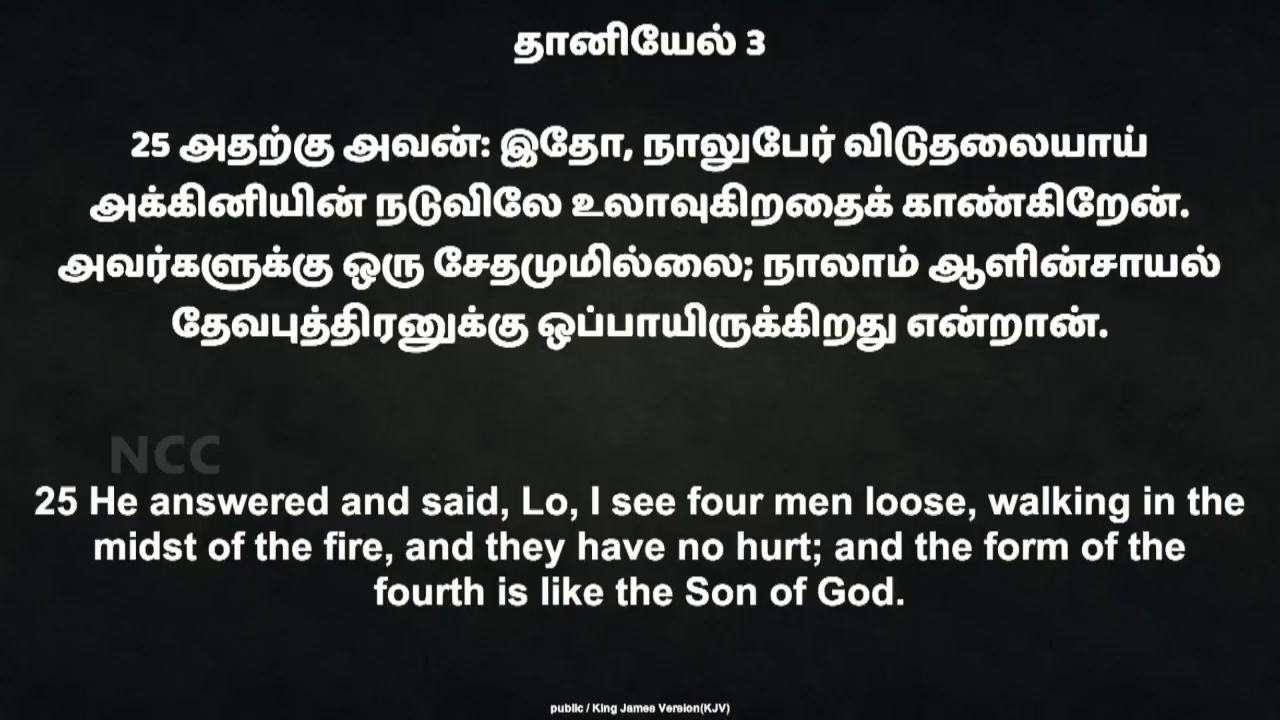 தானியேல் 3
25 அதற்கு அவன்: இதோ, நாலுபேர் விடுதலையாய்
அக்கினியின் நடுவிலே உலாவுகிறதைக் காண்கிறேன்.
அவர்களுக்கு ஒரு சேதமுமில்லை; நாலாம் ஆளின்சாயல்
தேவபுத்திரனுக்கு ஒப்பாயிருக்கிறது என்றான்.
NCC
25 He answered and said, Lo, I see four men loose, walking in the
midst of the fire, and they have no hurt; and the form of the
fourth is like the Son of God.
public / King James Version(KJV)